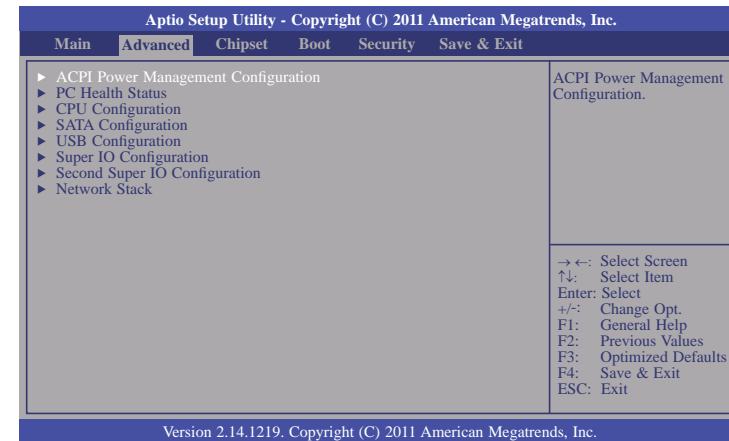 Aptio Setup Utility - Copyright (C) 2011 American Megatrends, Inc.
Main Advanced Chipset Boot Security Save & Exit
► ACPI Power Management Configuration
► PC Health Status
► CPU Configuration
► SATA Configuration
► USB Configuration
► Super IO Configuration
► Second Super IO Configuration
► Network Stack
ACPI Power Management
Configuration.
→←: Select Screen
↑↓: Select Item
Enter: Select
+/-: Change Opt.
F1: General Help
F2: Previous Values
F3: Optimized Defaults
F4: Save & Exit
ESC: Exit
Version 2.14.1219. Copyright (C) 2011 American Megatrends, Inc.